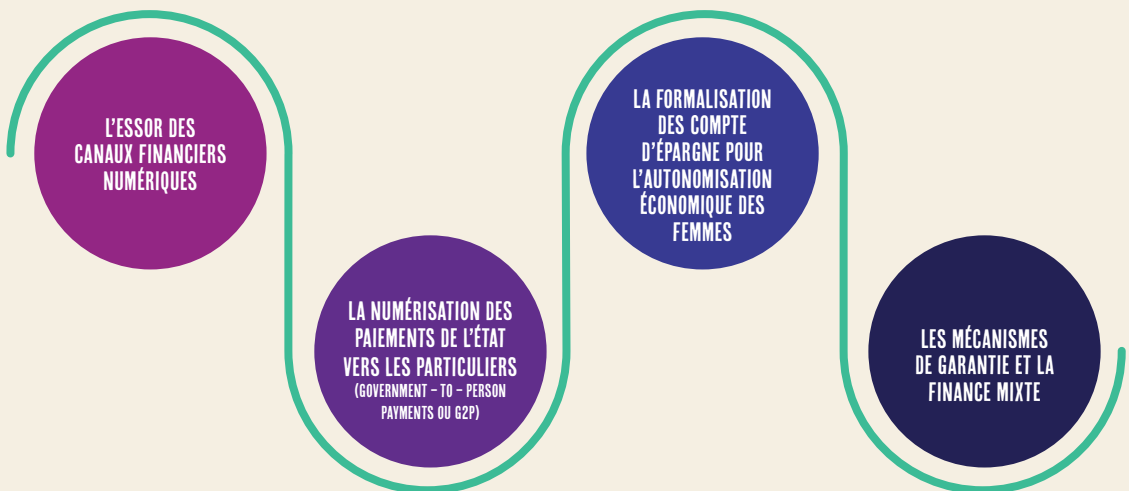 L'ESSOR DES
CANAUX FINANCIERS
NUMÉRIQUES
LA NUMÉRISATION DES
PAIEMENTS DE L'ÉTAT
VERS LES PARTICULIERS
(GOVERNMENT – TO – PERSON
PAYMENTS OU G2P)
LA FORMALISATION
DES COMPTE
D'ÉPARGNE POUR
L'AUTONOMISATION
ÉCONOMIQUE DES
FEMMES
LES MÉCANISMES
DE GARANTIE ET LA
FINANCE MIXTE